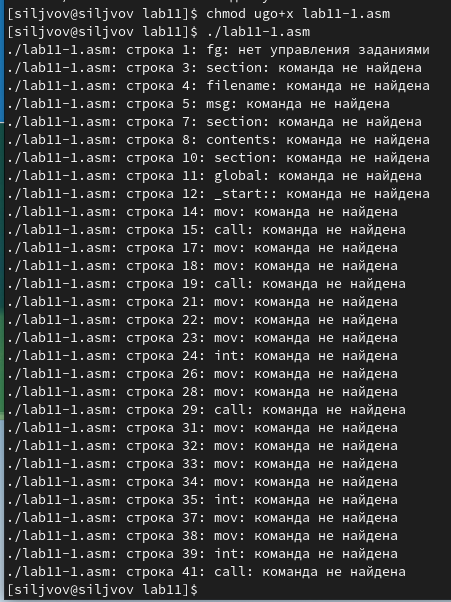 [siljvov@siljvov lab11]$ chmod ugo+x lab11-1.asm
[siljvov@siljvov lab11]$ ./lab11-1.asm
./lab11-1.asm: строка 1: fg: нет управления заданиями
./lab11-1.asm: строка 3: section: команда не найдена
./lab11-1.asm: строка 4: filename: команда не найдена
./lab11-1.asm: строка 5: msg: команда не найдена
./lab11-1.asm: строка 7: section: команда не найдена
./lab11-1.asm: строка 8: contents: команда не найдена
./lab11-1.asm: строка 10: section: команда не найдена
./lab11-1.asm: строка 11: global: команда не найдена
./lab11-1.asm: строка 12: _start:: команда не найдена
./lab11-1.asm: строка 14: mov: команда не найдена
./lab11-1.asm: строка 15: call: команда не найдена
./lab11-1.asm: строка 17: mov: команда не найдена
./lab11-1.asm: строка 18: mov: команда не найдена
./lab11-1.asm: строка 19: call: команда не найдена
./lab11-1.asm: строка 21: mov: команда не найдена
./lab11-1.asm: строка 22: mov: команда не найдена
./lab11-1.asm: строка 23: mov: команда не найдена
./lab11-1.asm: строка 24: int: команда не найдена
./lab11-1.asm: строка 26: mov: команда не найдена
./lab11-1.asm: строка 28: mov: команда не найдена
./lab11-1.asm: строка 29: call: команда не найдена
./lab11-1.asm: строка 31: mov: команда не найдена
./lab11-1.asm: строка 32: mov: команда не найдена
./lab11-1.asm: строка 33: mov: команда не найдена
./lab11-1.asm: строка 34: mov: команда не найдена
./lab11-1.asm: строка 35: int: команда не найдена
./lab11-1.asm: строка 37: mov: команда не найдена
./lab11-1.asm: строка 38: mov: команда не найдена
./lab11-1.asm: строка 39: int: команда не найдена
./lab11-1.asm: строка 41: call: команда не найдена
[siljvov@siljvov lab11]$